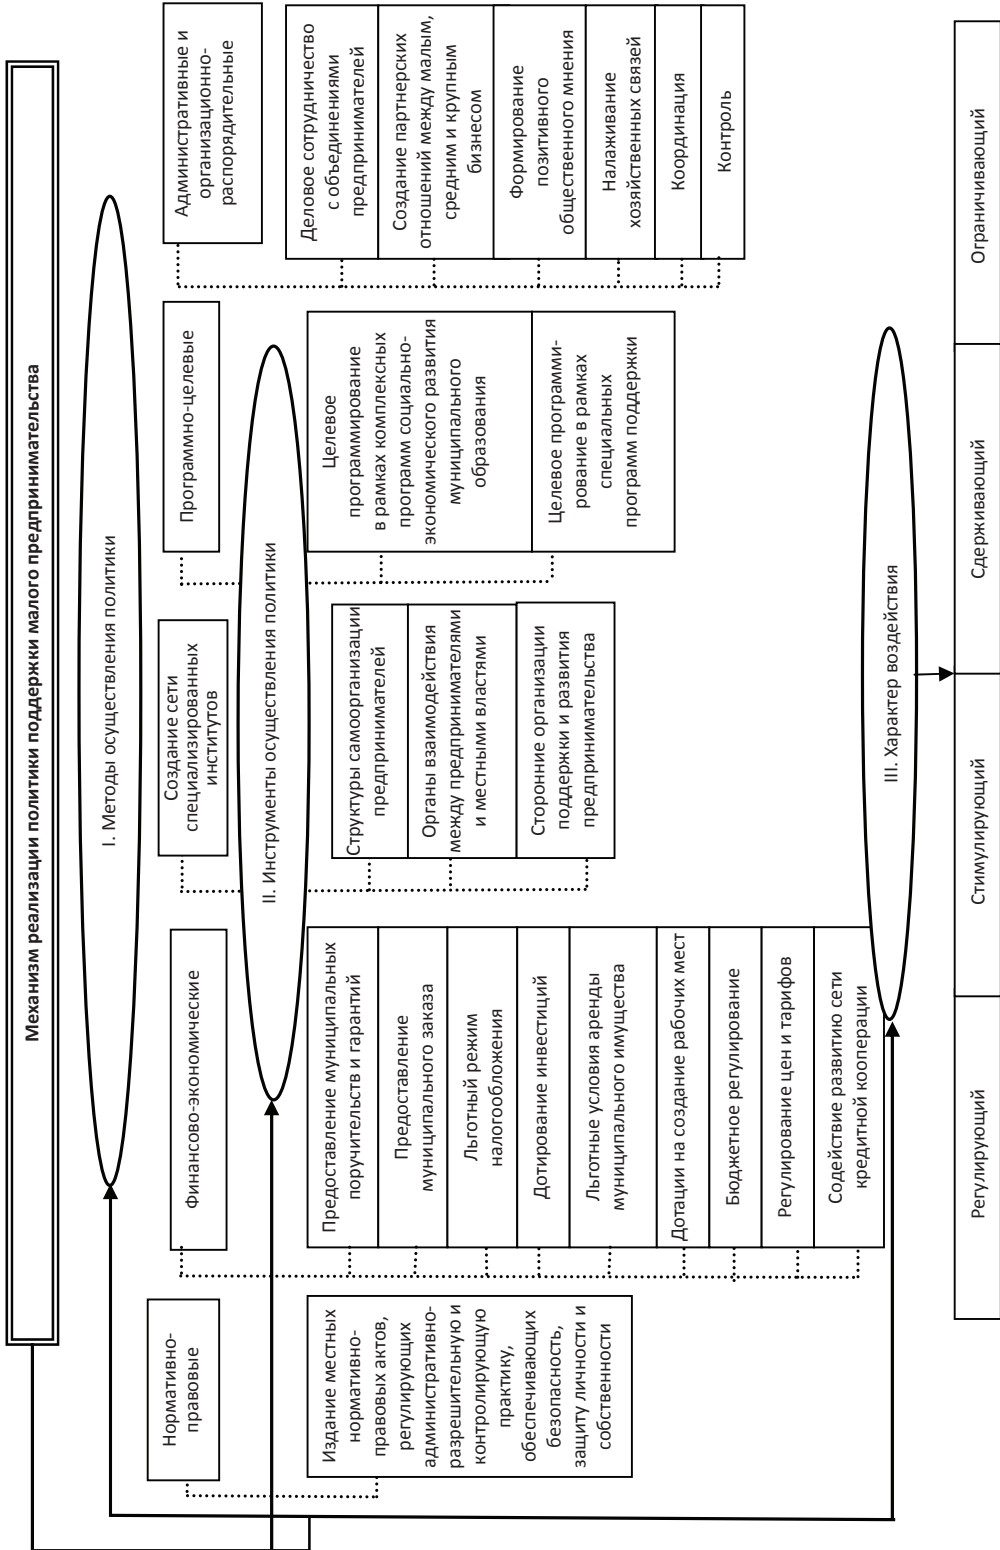 Механизм реализации политики поддержки малого предпринимательства
I. Методы осуществления политики
Нормативно-
правовые
Финансово-экономические
Создание сети
специализированных
институтов
Программно-целевые
Административные и
организационно-
распорядительные
II. Инструменты осуществления политики
Издание местных
нормативно-
правовых актов,
регулирующих
административно-
разрешительную и
контролирующую
практику,
обеспечивающих
безопасность,
защиту личности и
собственности
Предоставление муниципальных
поручительств и гарантий
Предоставление
муниципального заказа
Льготный режим
налогообложения
Дотирование инвестиций
Льготные условия аренды
муниципального имущества
Дотации на создание рабочих мест
Бюджетное регулирование
Регулирование цен и тарифов
Содействие развитию сети
кредитной кооперации
Структуры самоорганизации
предпринимателей
Органы взаимодействия
между предпринимателями
и местными властями
Сторонние организации
поддержки и развития
предпринимательства
Целевое
программирование
в рамках комплексных
программ социально-
экономического развития
муниципального
образования
Целевое программи-
рование в рамках
специальных
программ поддержки
Деловое сотрудничество
с объединениями
предпринимателей
Создание партнерских
отношений между малым,
средним и крупным
бизнесом
Формирование
позитивного
общественного мнения
Налаживание
хозяйственных связей
Координация
Контроль
III. Характер воздействия
Регулирующий
Стимулирующий
Сдерживающий
Ограничивающий